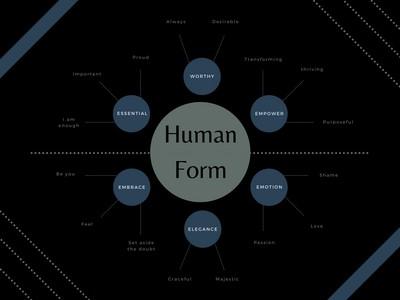 Always
Desirable
Proud
Transforming
Important
thriving
WORTHY
I am
enough
ESSENTIAL
EMPOWER
Purposeful
Human
Form
Be you
EMBRACE
EMOTION
Shame
Feel
ELEGANCE
Love
Set aside
the doubt
Passion
Graceful
Majestic